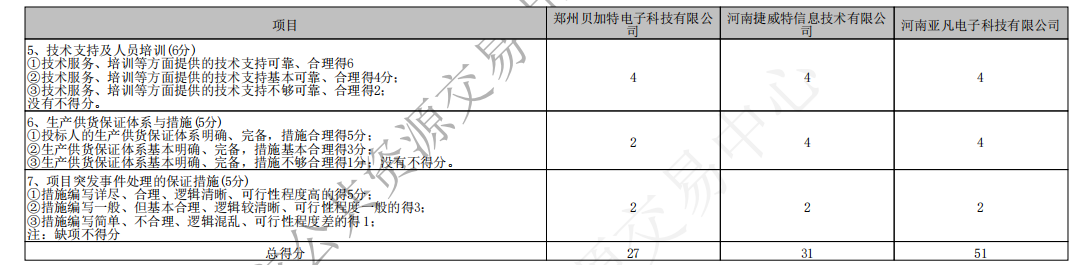 项目
郑州贝加特电子科技有限公
司
河南捷威特信息技术有限公
司
河南亚凡电子科技有限公司
5、技术支持及人员培训(6分)
①技术服务、培训等方面提供的技术支持可靠、合理得6
②技术服务、培训等方面提供的技术支持基本可靠、合理得4分;
③技术服务、培训等方面提供的技术支持不够可靠、合理得2;
没有不得分。
4
4
4
6、生产供货保证体系与措施(5分)
①投标人的生产供货保证体系明确、完备,措施合理得5分;
②生产供货保证体系基本明确、完备,措施基本合理得3分;
③生产供货保证体系基本明确、完备,措施不够合理得1分;没有不得分。
2
4
4
7、项目突发事件处理的保证措施(5分)
①措施编写详尽、合理、逻辑清晰、可行性程度高的得5分;
②措施编写一般、但基本合理、逻辑较清晰、可行性程度一般的得3;
③措施编写简单、不合理、逻辑混乱、可行性程度差的得1;
注:缺项不得分
2
2
2
总得分
27
31
51
公共资源交易中
源交易中心